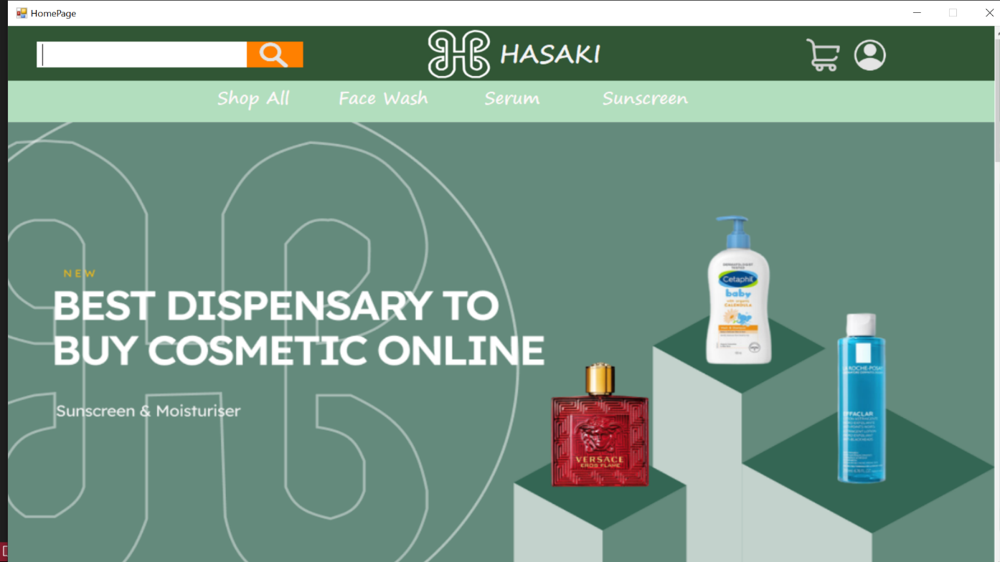 HomePage
HASAKI
Shop All Face Wash Serum Sunscreen
NEW
BEST DISPENSARY TO
BUY COSMETIC ONLINE
Sunscreen & Moisturiser
Cetaphil
baby
with organic
CALENDULA
VERSACE
EROS FLAME
LA ROCHE-POSAY
EFFACLAR